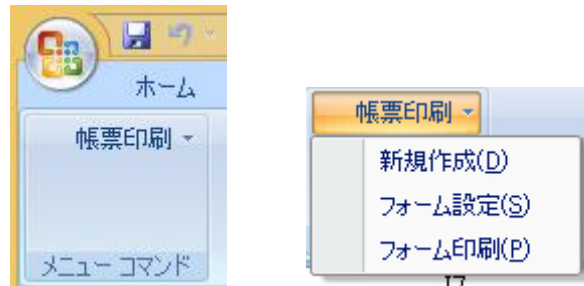 ホーム
帳票印刷
メニュー コマンド
帳票印刷
新規作成(D)
フォーム設定(S)
フォーム印刷(P)